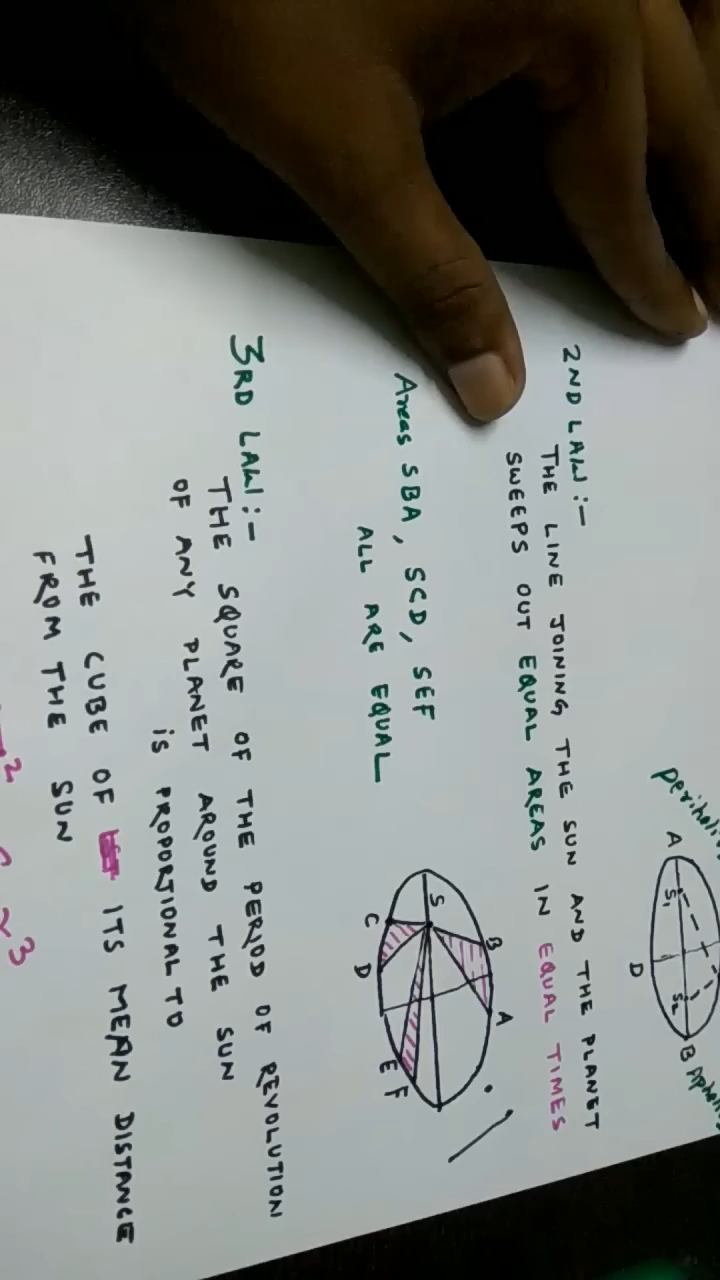 A
S₁
S₂
B
D
2ND LAW :-
THE LINE JOINING THE SUN AND THE PLANET
SWEEPS OUT EQUAL AREAS IN EQUAL TIMES
B
A
S
C
D
E
F
Areas SBA, SCD, SEF
ALL ARE EQUAL
3RD LAW :-
THE SQUARE OF THE PERIOD OF REVOLUTION
OF ANY PLANET AROUND THE SUN
is PROPORTIONAL TO
THE CUBE OF ITS MEAN DISTANCE
FROM THE SUN